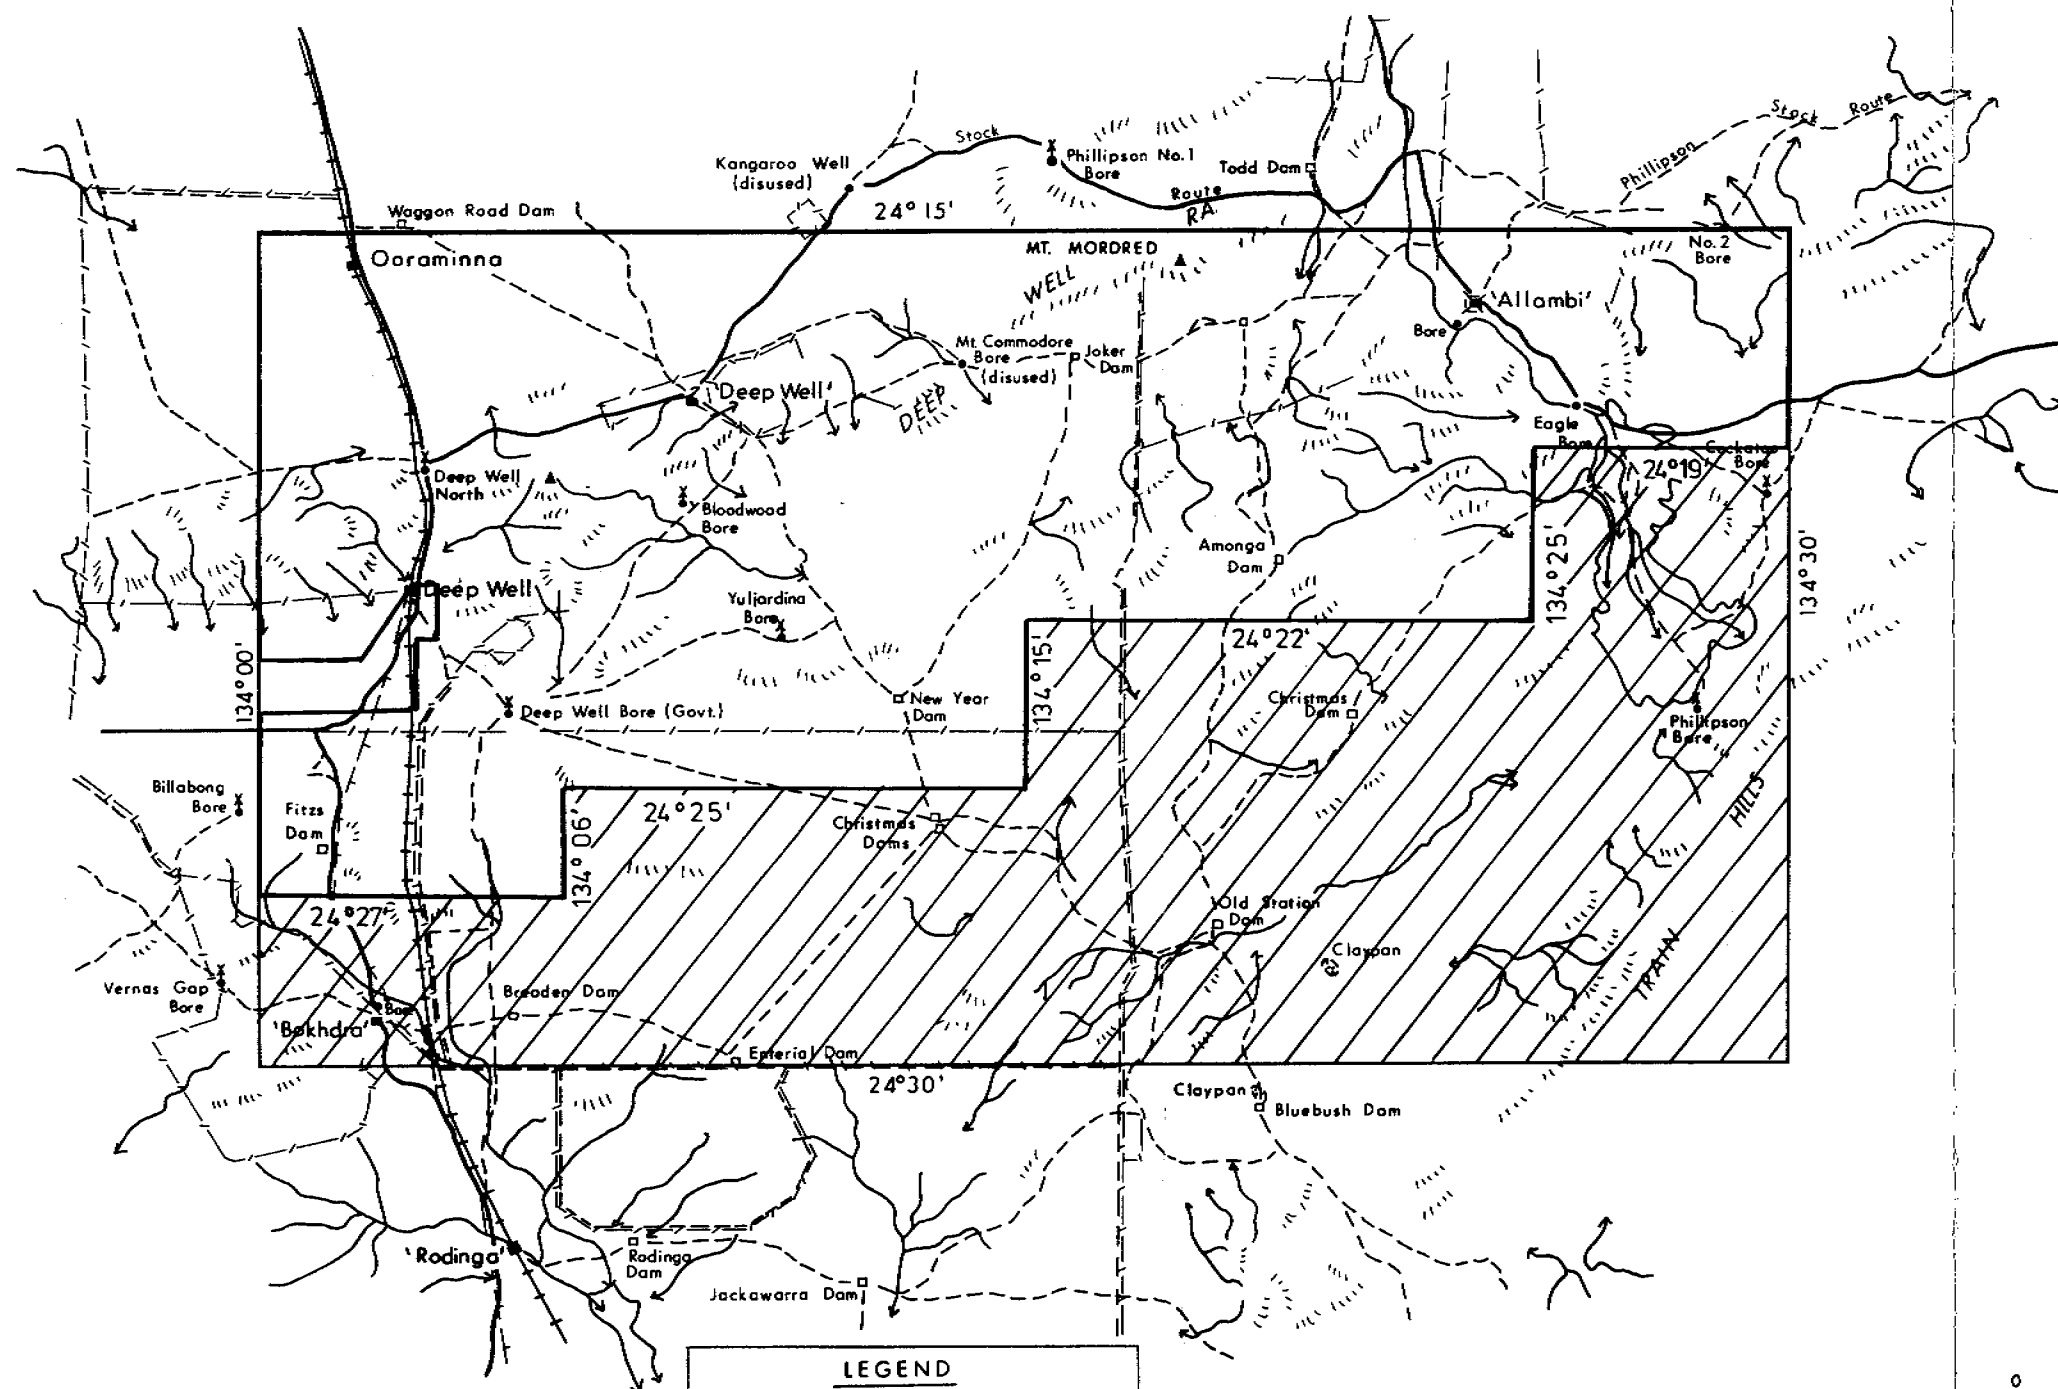 Stock
Stock Route
Phillipson
Kangaroo Well
(disused)
Phillipson No.1
Bore
Todd Dam
Route
RA
24° 15'
Waggon Road Dam
Ooraminna
MT. MORDRED
No.2
Bore
WELL
'Allambi'
Bore
Mt. Commodore
Bore
(disused)
Joker
Dam
'Deep Well'
DEEP
Eagle
Bore
Cockatoo
Bore
24°19'
Deep Well
North
Bloodwood
Bore
Amonga
Dam
134° 25'
134° 30'
Deep Well
Yuljardina
Bore
24° 22'
134° 00'
134° 15'
New Year
Dam
Deep Well Bore (Govt.)
Christmas
Dam
Phillipson
Bore
Billabong
Bore
Fitzs
Dam
24° 25'
134° 06'
Christmas
Dams
HILLS
24° 27'
Old Station
Dam
Claypan
TRAIN
Vernas Gap
Bore
Breaden Dam
Bore
'Bokhdra'
Enterial Dam
24° 30'
Claypan
Bluebush Dam
'Rodinga'
Rodinga
Dam
Jackawarra Dam
LEGEND